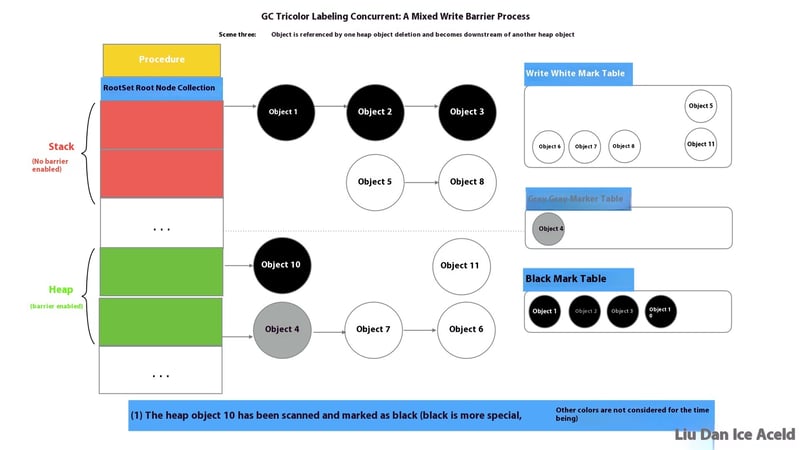 GC Tricolor Labeling Concurrent: A Mixed Write Barrier Process
Scene three: Object is referenced by one heap object deletion and becomes downstream of another heap object
Procedure
RootSet Root Node Collection
Stack
(No barrier
enabled)
...
Heap
(barrier enabled)
...
Object 1
Object 2
Object 3
Object 5
Object 8
Object 10
Object 11
Object 4
Object 7
Object 6
Write White Mark Table
Object 5
Object 6
Object 7
Object 8
Object 11
Gray Gray Marker Table
Object 4
Black Mark Table
Object 1
Object 2
Object 3
Object 1
0
(1) The heap object 10 has been scanned and marked as black (black is more special,
Other colors are not considered for the time
being)
Liu Dan Ice Aceld